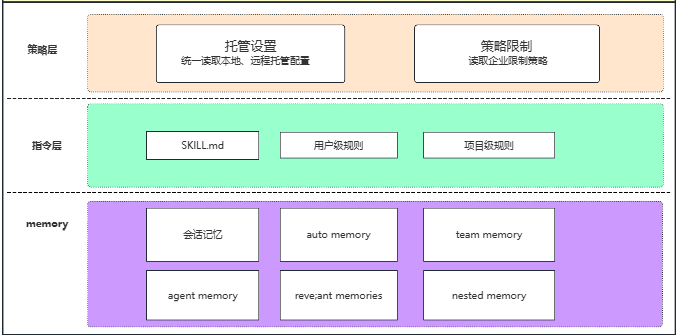 策略层
托管设置
统一读取本地、远程托管配置
策略限制
读取企业限制策略
指令层
SKILL.md
用户级规则
项目级规则
memory
会话记忆
auto memory
team memory
agent memory
reve;ant memories
nested memory